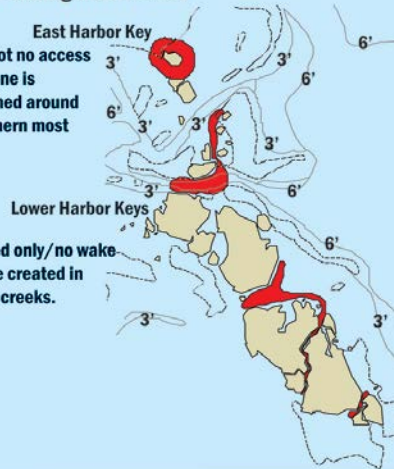 East Harbor Key
ot no access
ne is
ned around
hern most
Lower Harbor Keys
d only/no wake
e created in
creeks.
3'
3'
6'
6'
6'
3'
3'
3'
3'
6'
6'
3'
3'